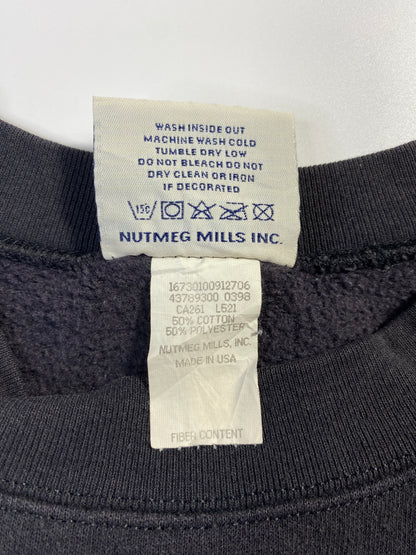 WASH INSIDE OUT
MACHINE WASH COLD
TUMBLE DRY LOW
DO NOT BLEACH DO NOT
DRY CLEAN OR IRON
IF DECORATED
NUTMEG MILLS INC.
16730100912706
43789300 0398
CA261 L521
50% COTTON
50% POLYESTER
NUTMEG MILLS, INC.
MADE IN USA
FIBER CONTENT